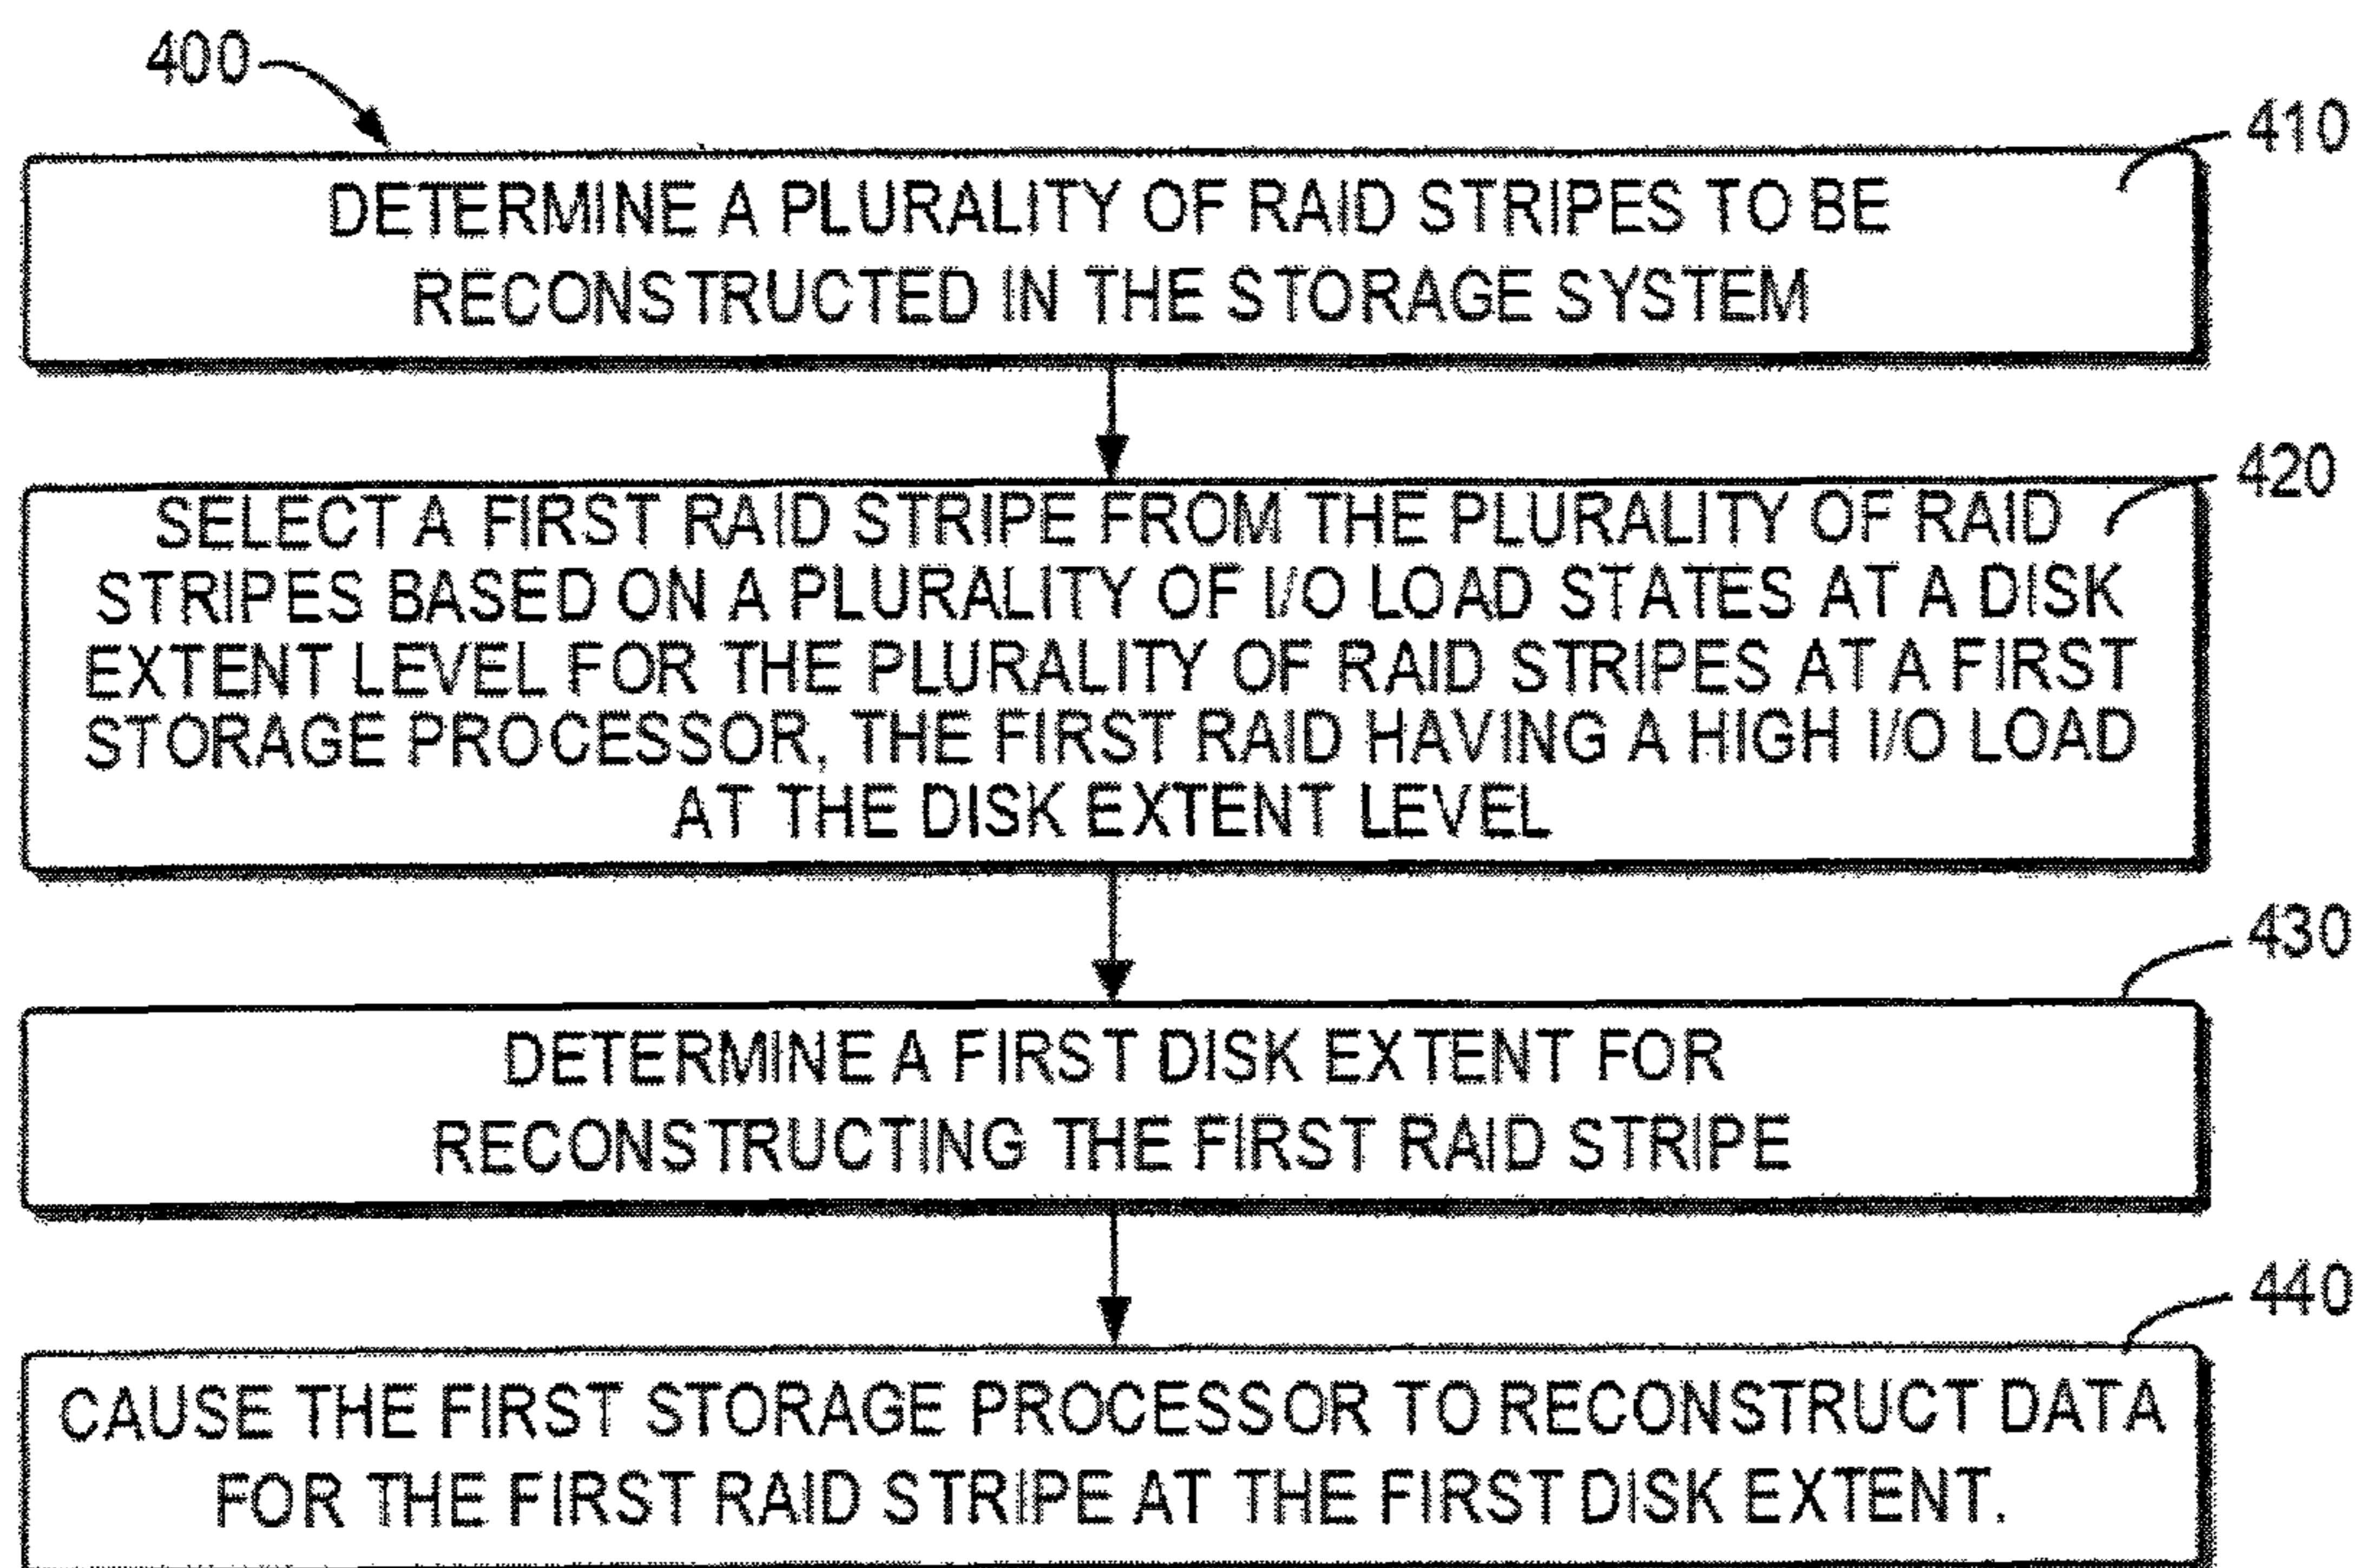 400
410
DETERMINE A PLURALITY OF RAID STRIPES TO BE
RECONSTRUCTED IN THE STORAGE SYSTEM
420
SELECT A FIRST RAID STRIPE FROM THE PLURALITY OF RAID
STRIPES BASED ON A PLURALITY OF I/O LOAD STATES AT A DISK
EXTENT LEVEL FOR THE PLURALITY OF RAID STRIPES AT A FIRST
STORAGE PROCESSOR, THE FIRST RAID HAVING A HIGH I/O LOAD
AT THE DISK EXTENT LEVEL
430
DETERMINE A FIRST DISK EXTENT FOR
RECONSTRUCTING THE FIRST RAID STRIPE
440
CAUSE THE FIRST STORAGE PROCESSOR TO RECONSTRUCT DATA
FOR THE FIRST RAID STRIPE AT THE FIRST DISK EXTENT.